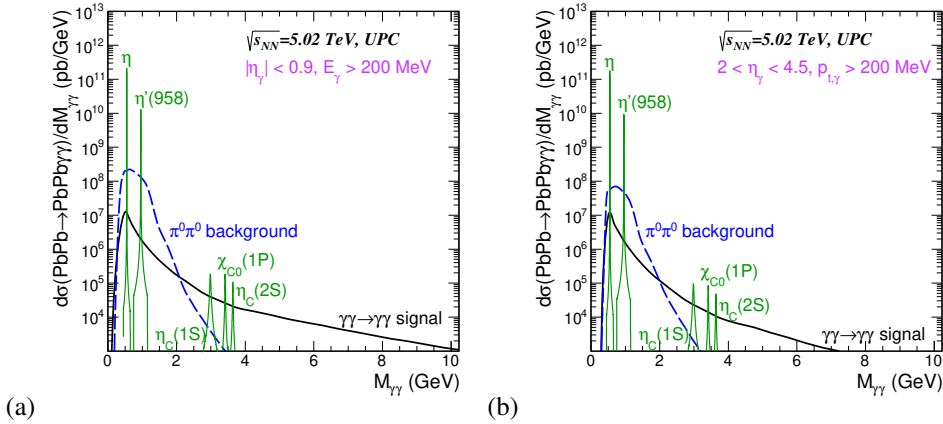 √s_NN=5.02 TeV, UPC
|η_γ| < 0.9, E_γ > 200 MeV
dσ(PbPb→PbPbγγ)/dM_γγ (pb/GeV)
10^13
10^12
10^11
10^10
10^9
10^8
10^7
10^6
10^5
10^4
η
η'(958)
π⁰π⁰ background
χ_C0(1P)
η_C(2S)
η_C(1S)
γγ→γγ signal
0 2 4 6 8 10
M_γγ (GeV)
(a)
√s_NN=5.02 TeV, UPC
2 < η_γ < 4.5, p_t,γ > 200 MeV
dσ(PbPb→PbPbγγ)/dM_γγ (pb/GeV)
10^13
10^12
10^11
10^10
10^9
10^8
10^7
10^6
10^5
10^4
η
η'(958)
π⁰π⁰ background
χ_C0(1P)
η_C(2S)
η_C(1S)
γγ→γγ signal
0 2 4 6 8 10
M_γγ (GeV)
(b)